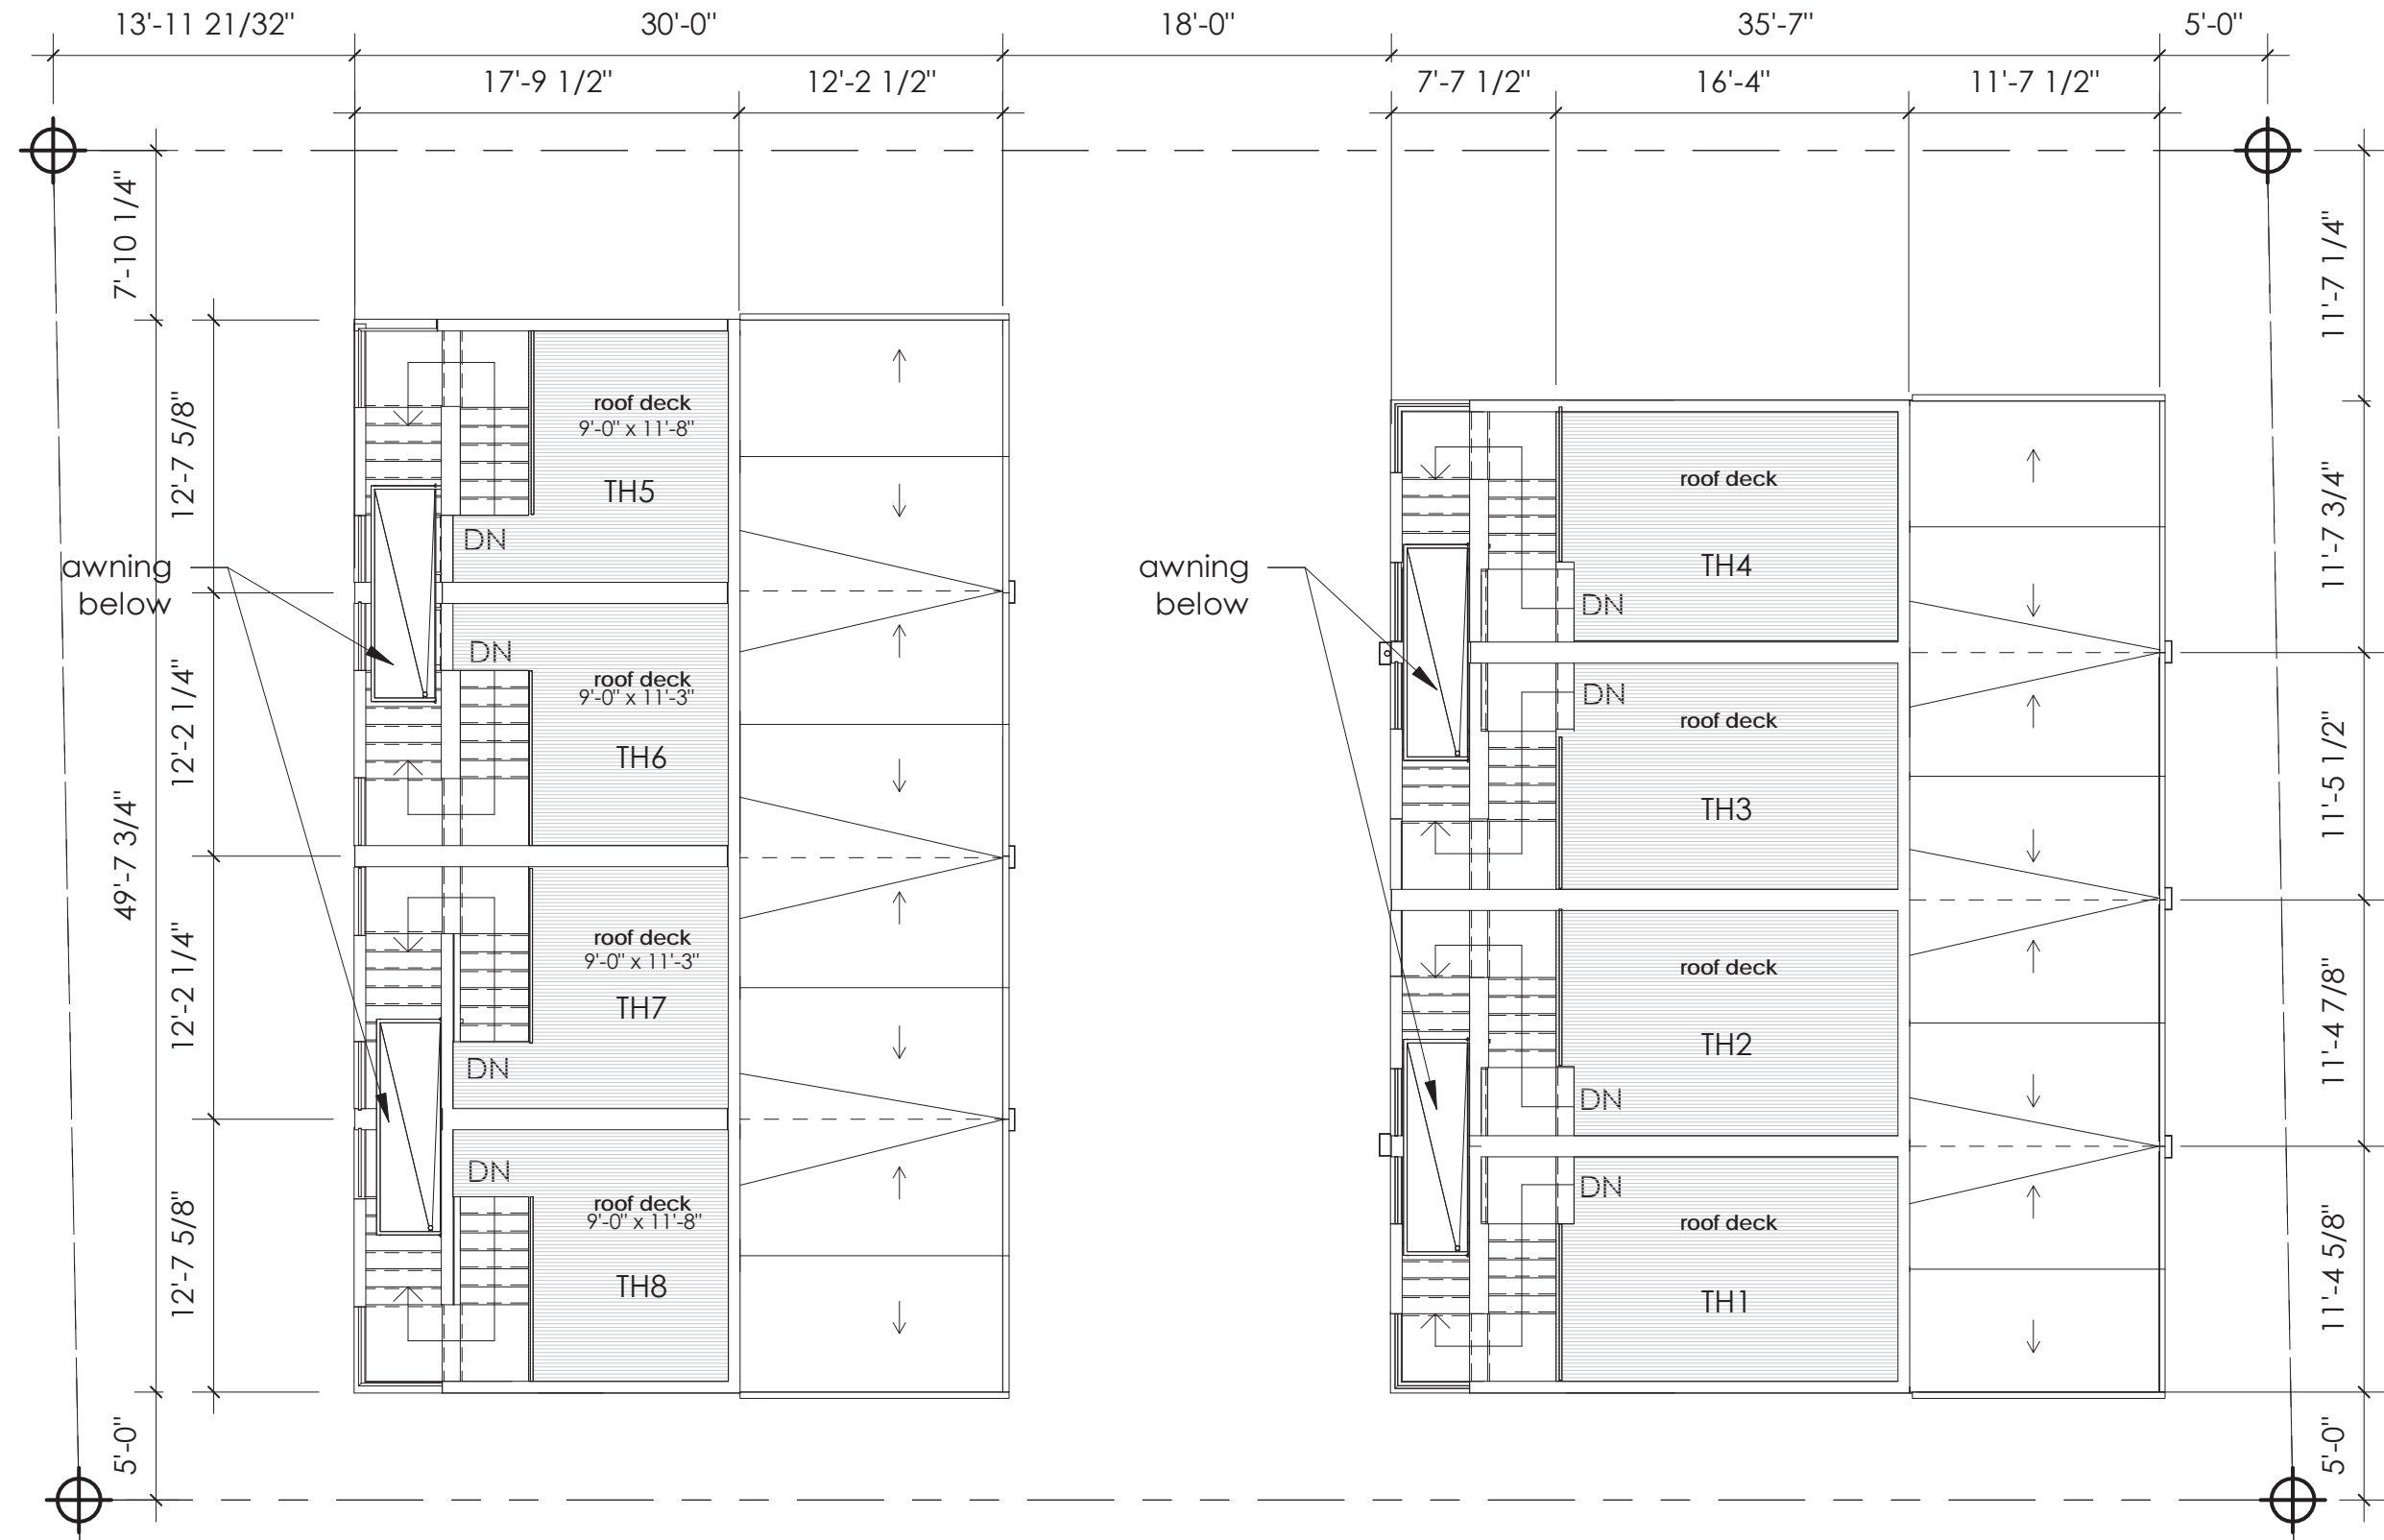 13'-11 21/32"
30'-0"
18'-0"
35'-7"
5'-0"
17'-9 1/2"
12'-2 1/2"
7'-7 1/2"
16'-4"
11'-7 1/2"
7'-10 1/4"
49'-7 3/4"
5'-0"
12'-7 5/8"
12'-2 1/4"
12'-2 1/4"
12'-7 5/8"
awning
below
roof deck
9'-0" x 11'-8"
TH5
DN
DN
roof deck
9'-0" x 11'-3"
TH6
roof deck
9'-0" x 11'-3"
TH7
DN
DN
roof deck
9'-0" x 11'-8"
TH8
awning
below
roof deck
TH4
DN
DN
roof deck
TH3
roof deck
TH2
DN
DN
roof deck
TH1
11'-7 1/4"
11'-7 3/4"
11'-5 1/2"
11'-4 7/8"
11'-4 5/8"
5'-0"